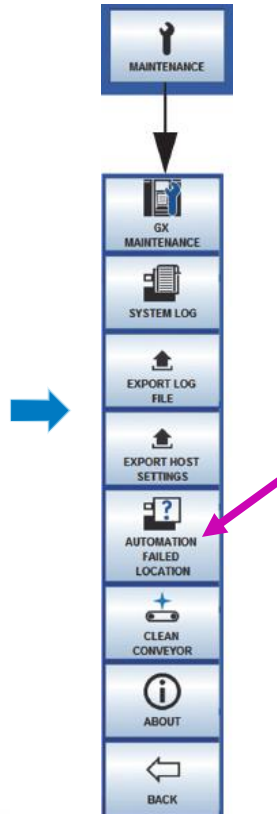 MAINTENANCE
GX
MAINTENANCE
SYSTEM LOG
EXPORT LOG
FILE
EXPORT HOST
SETTINGS
?
AUTOMATION
FAILED
LOCATION
CLEAN
CONVEYOR
ABOUT
BACK